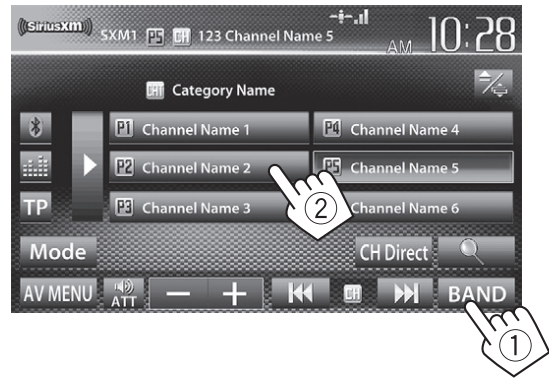 ((SiriusXM)) SXM1 P5 CH 123 Channel Name 5 AM 10:28
CAT Category Name
P1 Channel Name 1 P4 Channel Name 4
P2 Channel Name 2 P5 Channel Name 5
TP P3 Channel Name 3 Channel Name 6
2
Mode CH Direct
AV MENU ATT − + CH BAND
1